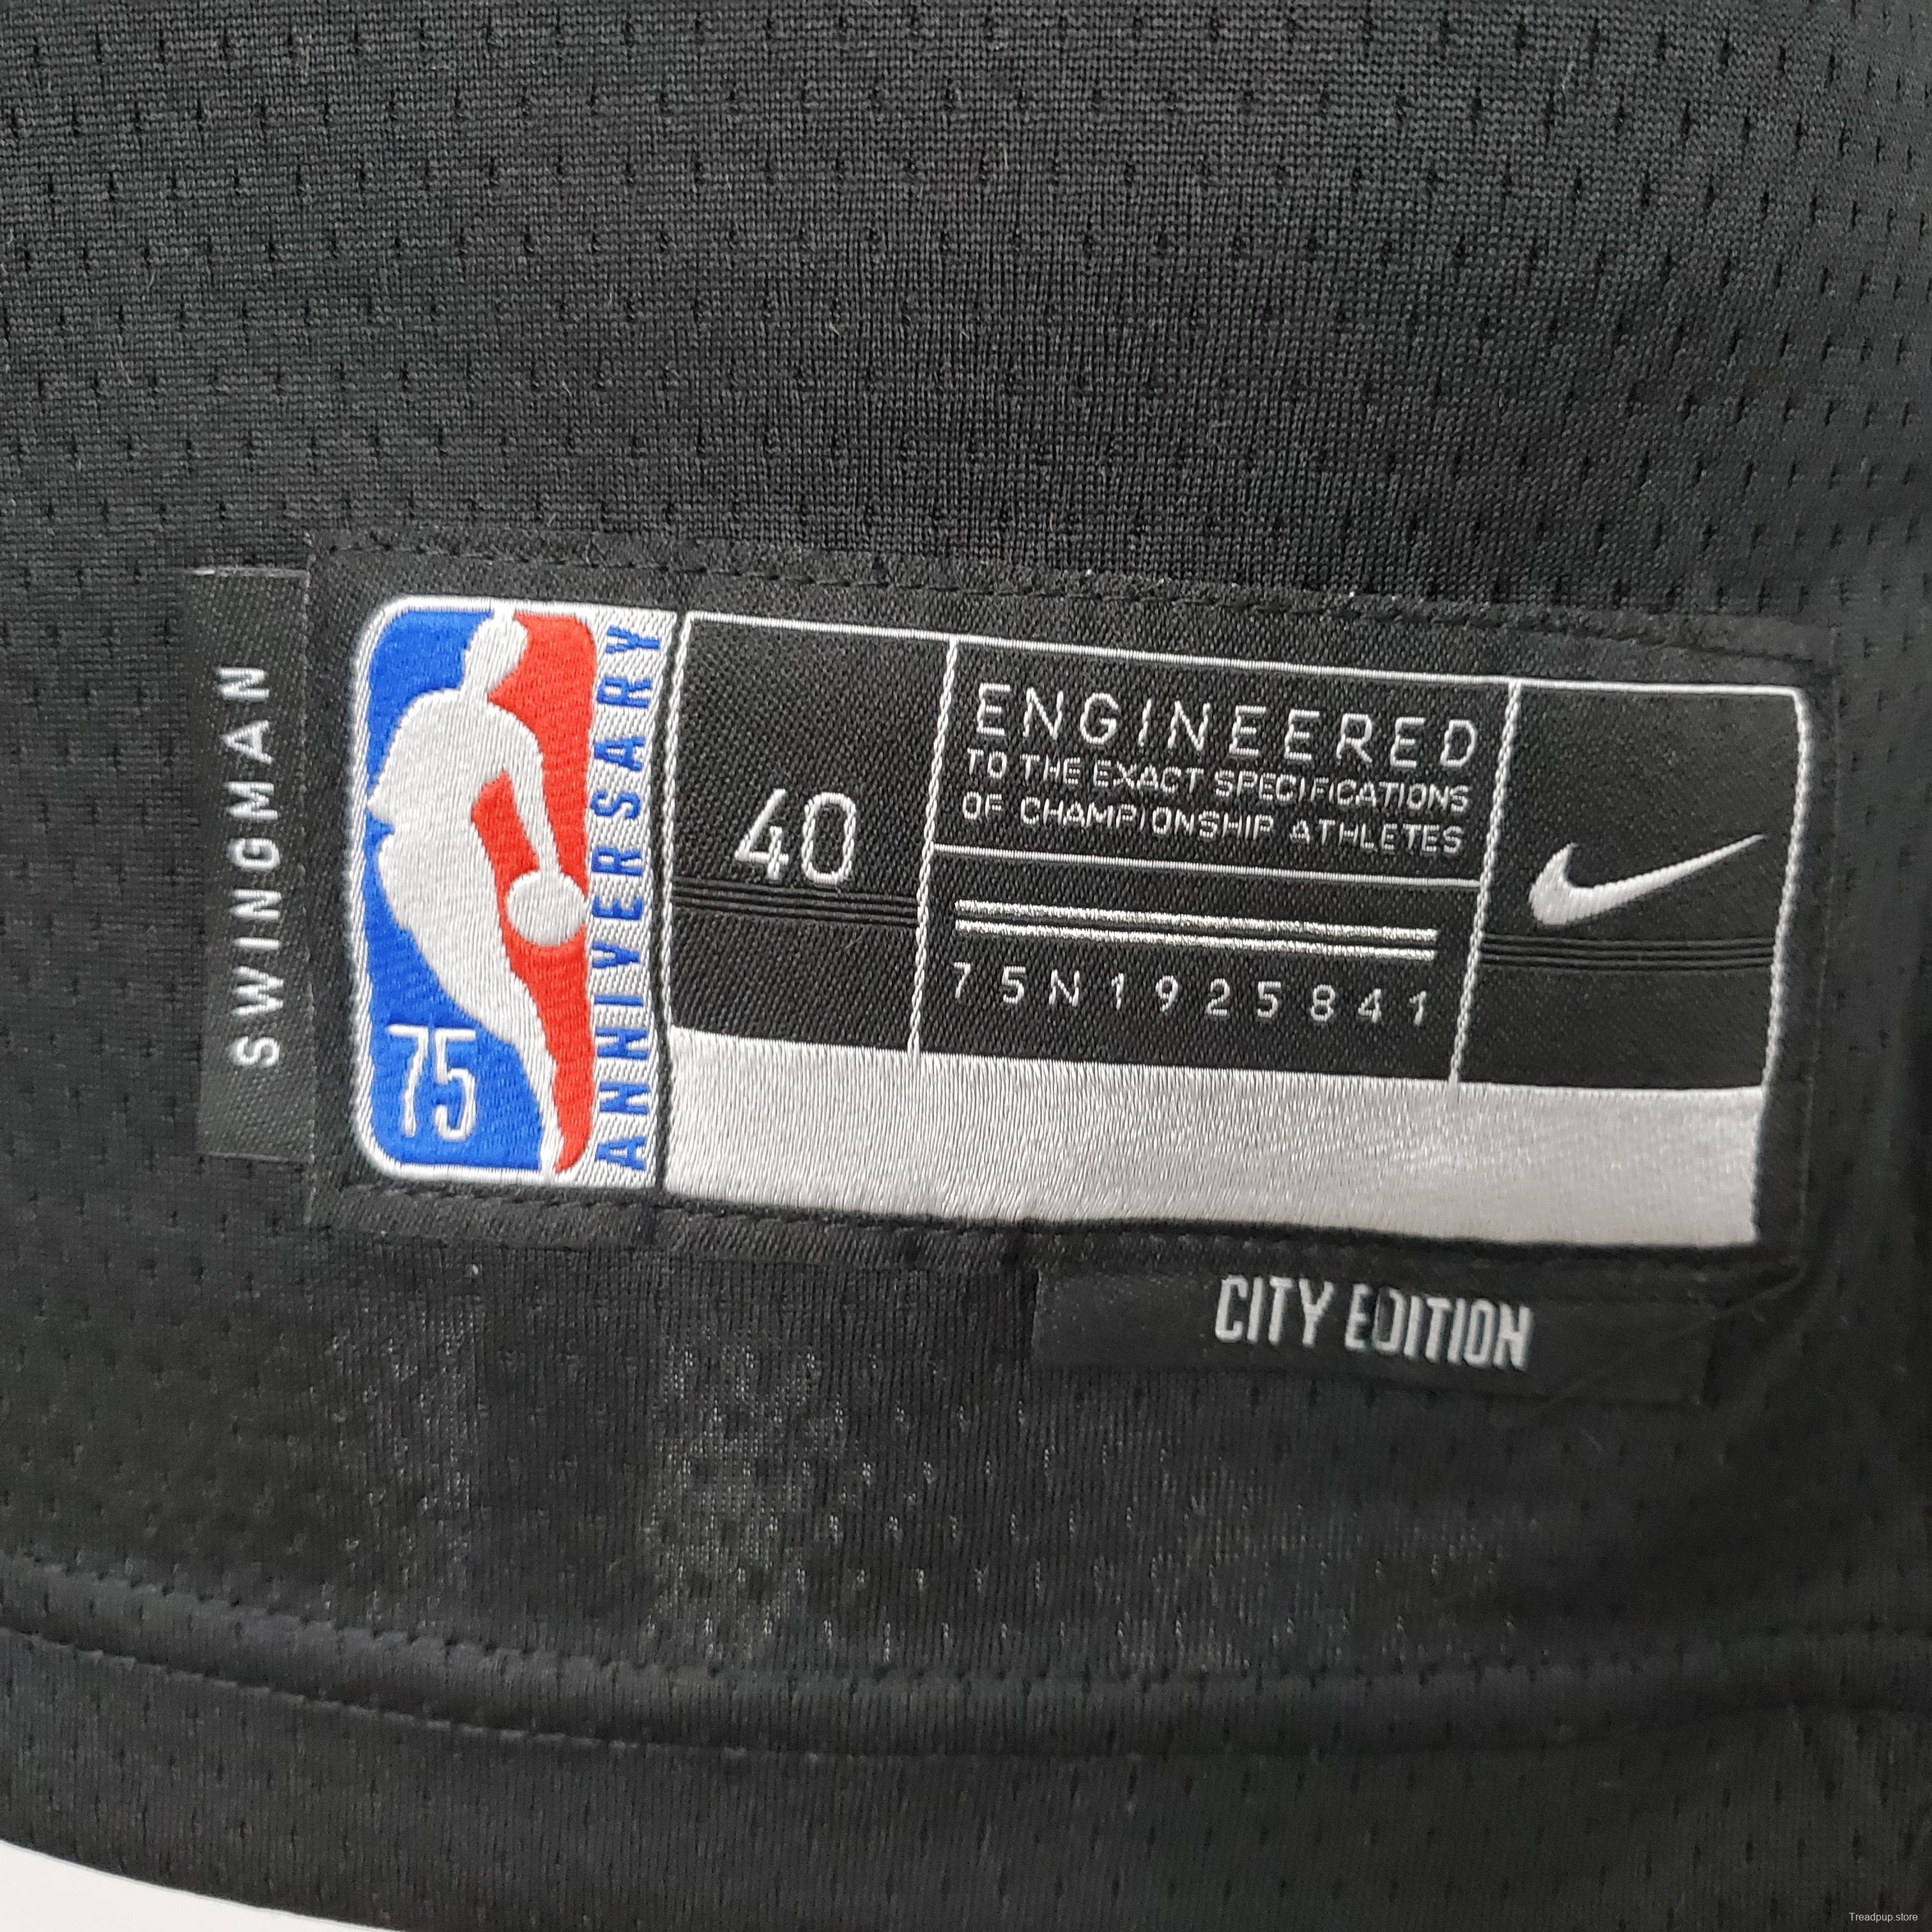 SWINGMAN
75
ANNIVERSARY
40
ENGINEERED
TO THE EXACT SPECIFICATIONS
OF CHAMPIONSHIP ATHLETES
75N1925841
CITY EDITION
Treadpup.store